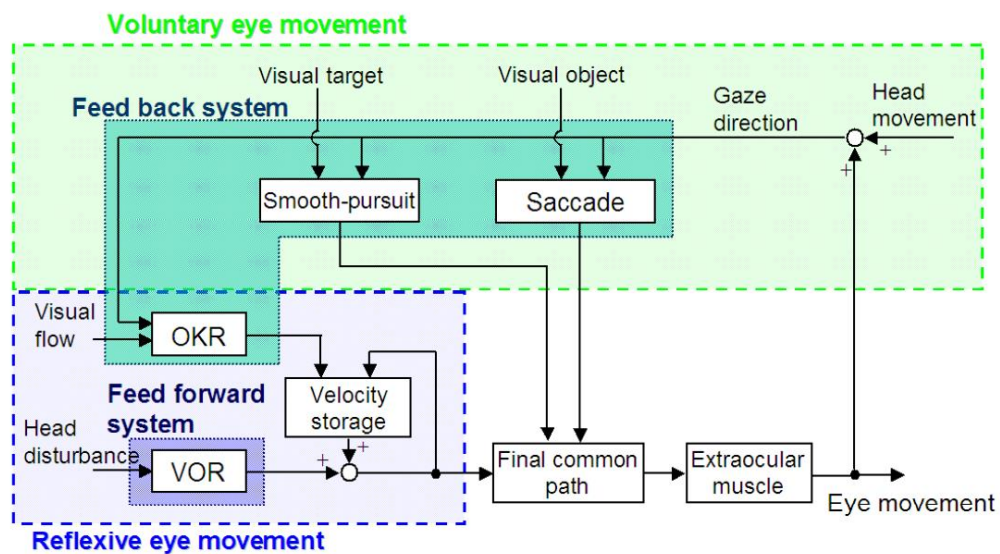 Voluntary eye movement
Visual target
Visual object
Feed back system
Gaze
direction
Head
movement
+
+
Smooth-pursuit
Saccade
Visual
flow
OKR
Feed forward
system
Velocity
storage
Head
disturbance
VOR
+
+
Final common
path
Extraocular
muscle
Eye movement
Reflexive eye movement